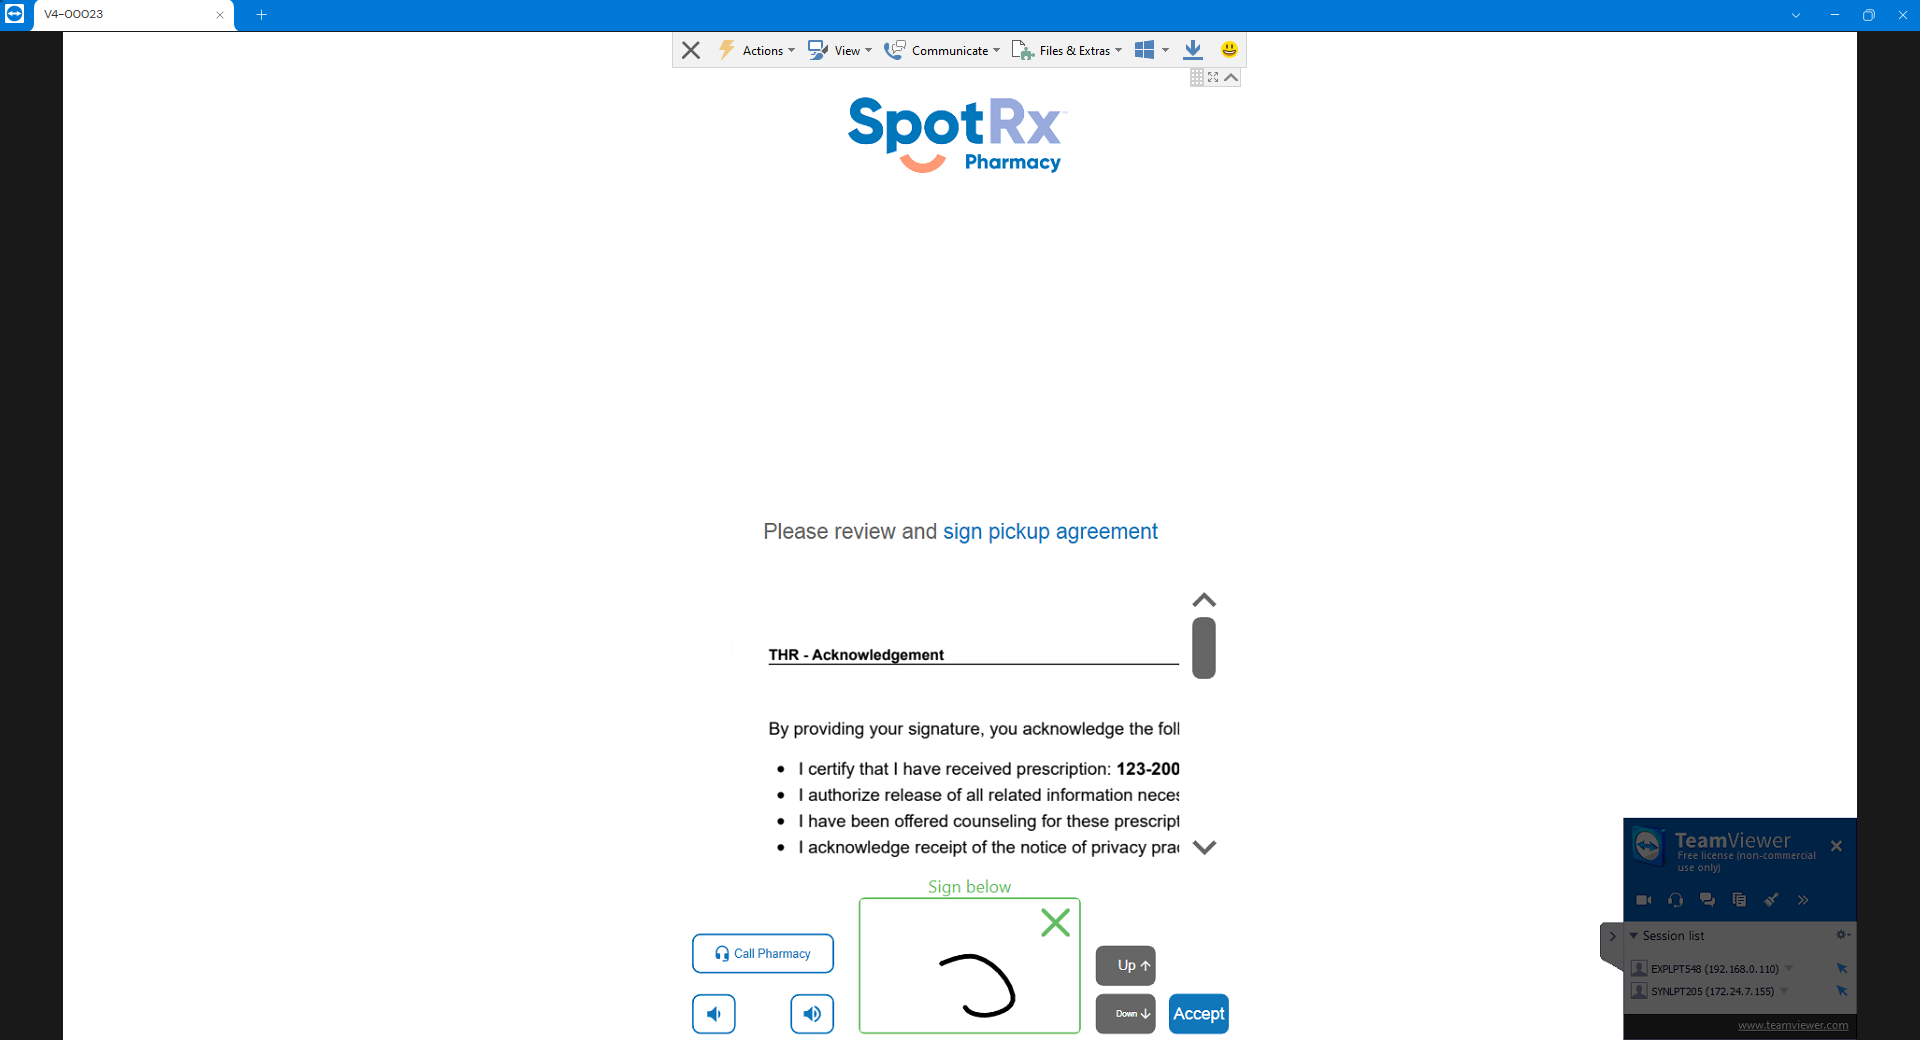 V4-00023
Actions
View
Communicate
Files & Extras
SpotRx
Pharmacy
Please review and sign pickup agreement
THR - Acknowledgement
By providing your signature, you acknowledge the foll
I certify that I have received prescription: 123-200
I authorize release of all related information neces
I have been offered counseling for these prescript
I acknowledge receipt of the notice of privacy prac
Sign below
Call Pharmacy
Up
Down
Accept
TeamViewer
Free license (non-commercial
use only)
Session list
EXPLPT548 (192.168.0.110)
SYNLPT205 (172.24.7.155)
www.teamviewer.com